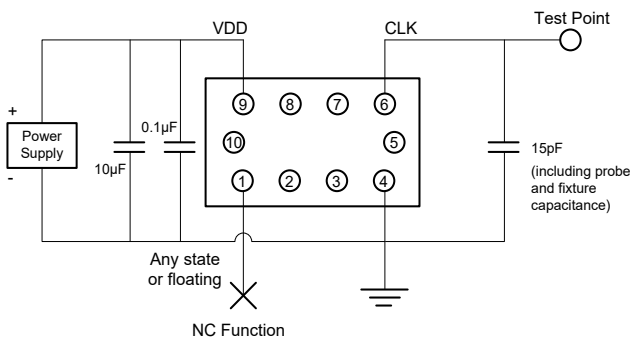 VDD
CLK
Test Point
+
Power
Supply
-
10µF
0.1µF
9
8
7
6
10
5
1
2
3
4
15pF
(including probe
and fixture
capacitance)
Any state
or floating
NC Function